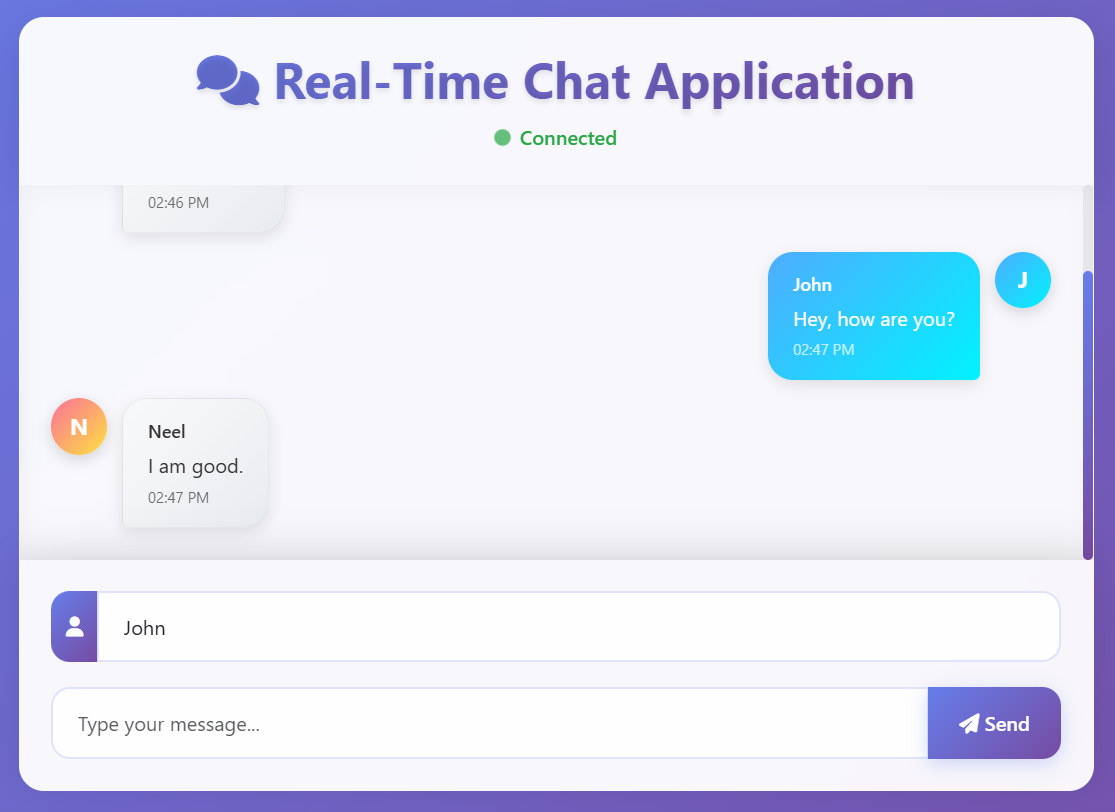 Real-Time Chat Application
Connected
02:46 PM
John
Hey, how are you?
02:47 PM
J
N
Neel
I am good.
02:47 PM
John
Type your message...
Send